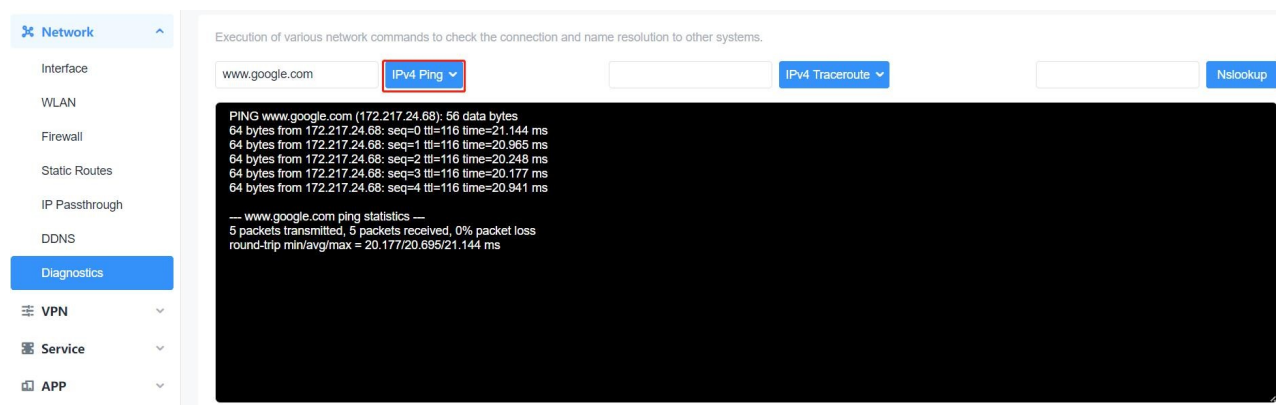 Network
Interface
WLAN
Firewall
Static Routes
IP Passthrough
DDNS
Diagnostics
VPN
Service
APP
Execution of various network commands to check the connection and name resolution to other systems.
www.google.com IPv4 Ping IPv4 Traceroute Nslookup
PING www.google.com (172.217.24.68): 56 data bytes
64 bytes from 172.217.24.68: seq=0 ttl=116 time=21.144 ms
64 bytes from 172.217.24.68: seq=1 ttl=116 time=20.965 ms
64 bytes from 172.217.24.68: seq=2 ttl=116 time=20.248 ms
64 bytes from 172.217.24.68: seq=3 ttl=116 time=20.177 ms
64 bytes from 172.217.24.68: seq=4 ttl=116 time=20.941 ms
--- www.google.com ping statistics ---
5 packets transmitted, 5 packets received, 0% packet loss
round-trip min/avg/max = 20.177/20.695/21.144 ms